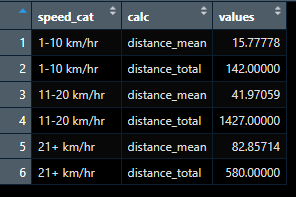 speed_cat calc values
1 1-10 km/hr distance_mean 15.77778
2 1-10 km/hr distance_total 142.00000
3 11-20 km/hr distance_mean 41.97059
4 11-20 km/hr distance_total 1427.00000
5 21+ km/hr distance_mean 82.85714
6 21+ km/hr distance_total 580.00000